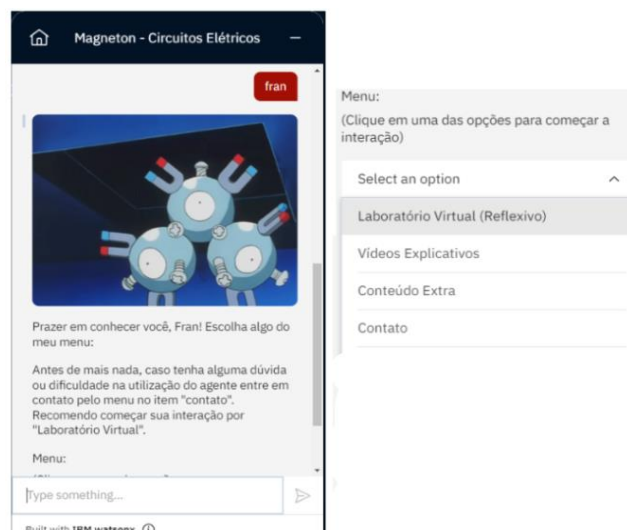 Magneton - Circuitos Elétricos
fran
Prazer em conhecer você, Fran! Escolha algo do
meu menu:
Antes de mais nada, caso tenha alguma dúvida
ou dificuldade na utilização do agente entre em
contato pelo menu no item "contato".
Recomendo começar sua interação por
"Laboratório Virtual".
Menu:
Type something...
Built with IBM watsonx
Menu:
(Clique em uma das opções para começar a
interação)
Select an option
Laboratório Virtual (Reflexivo)
Vídeos Explicativos
Conteúdo Extra
Contato